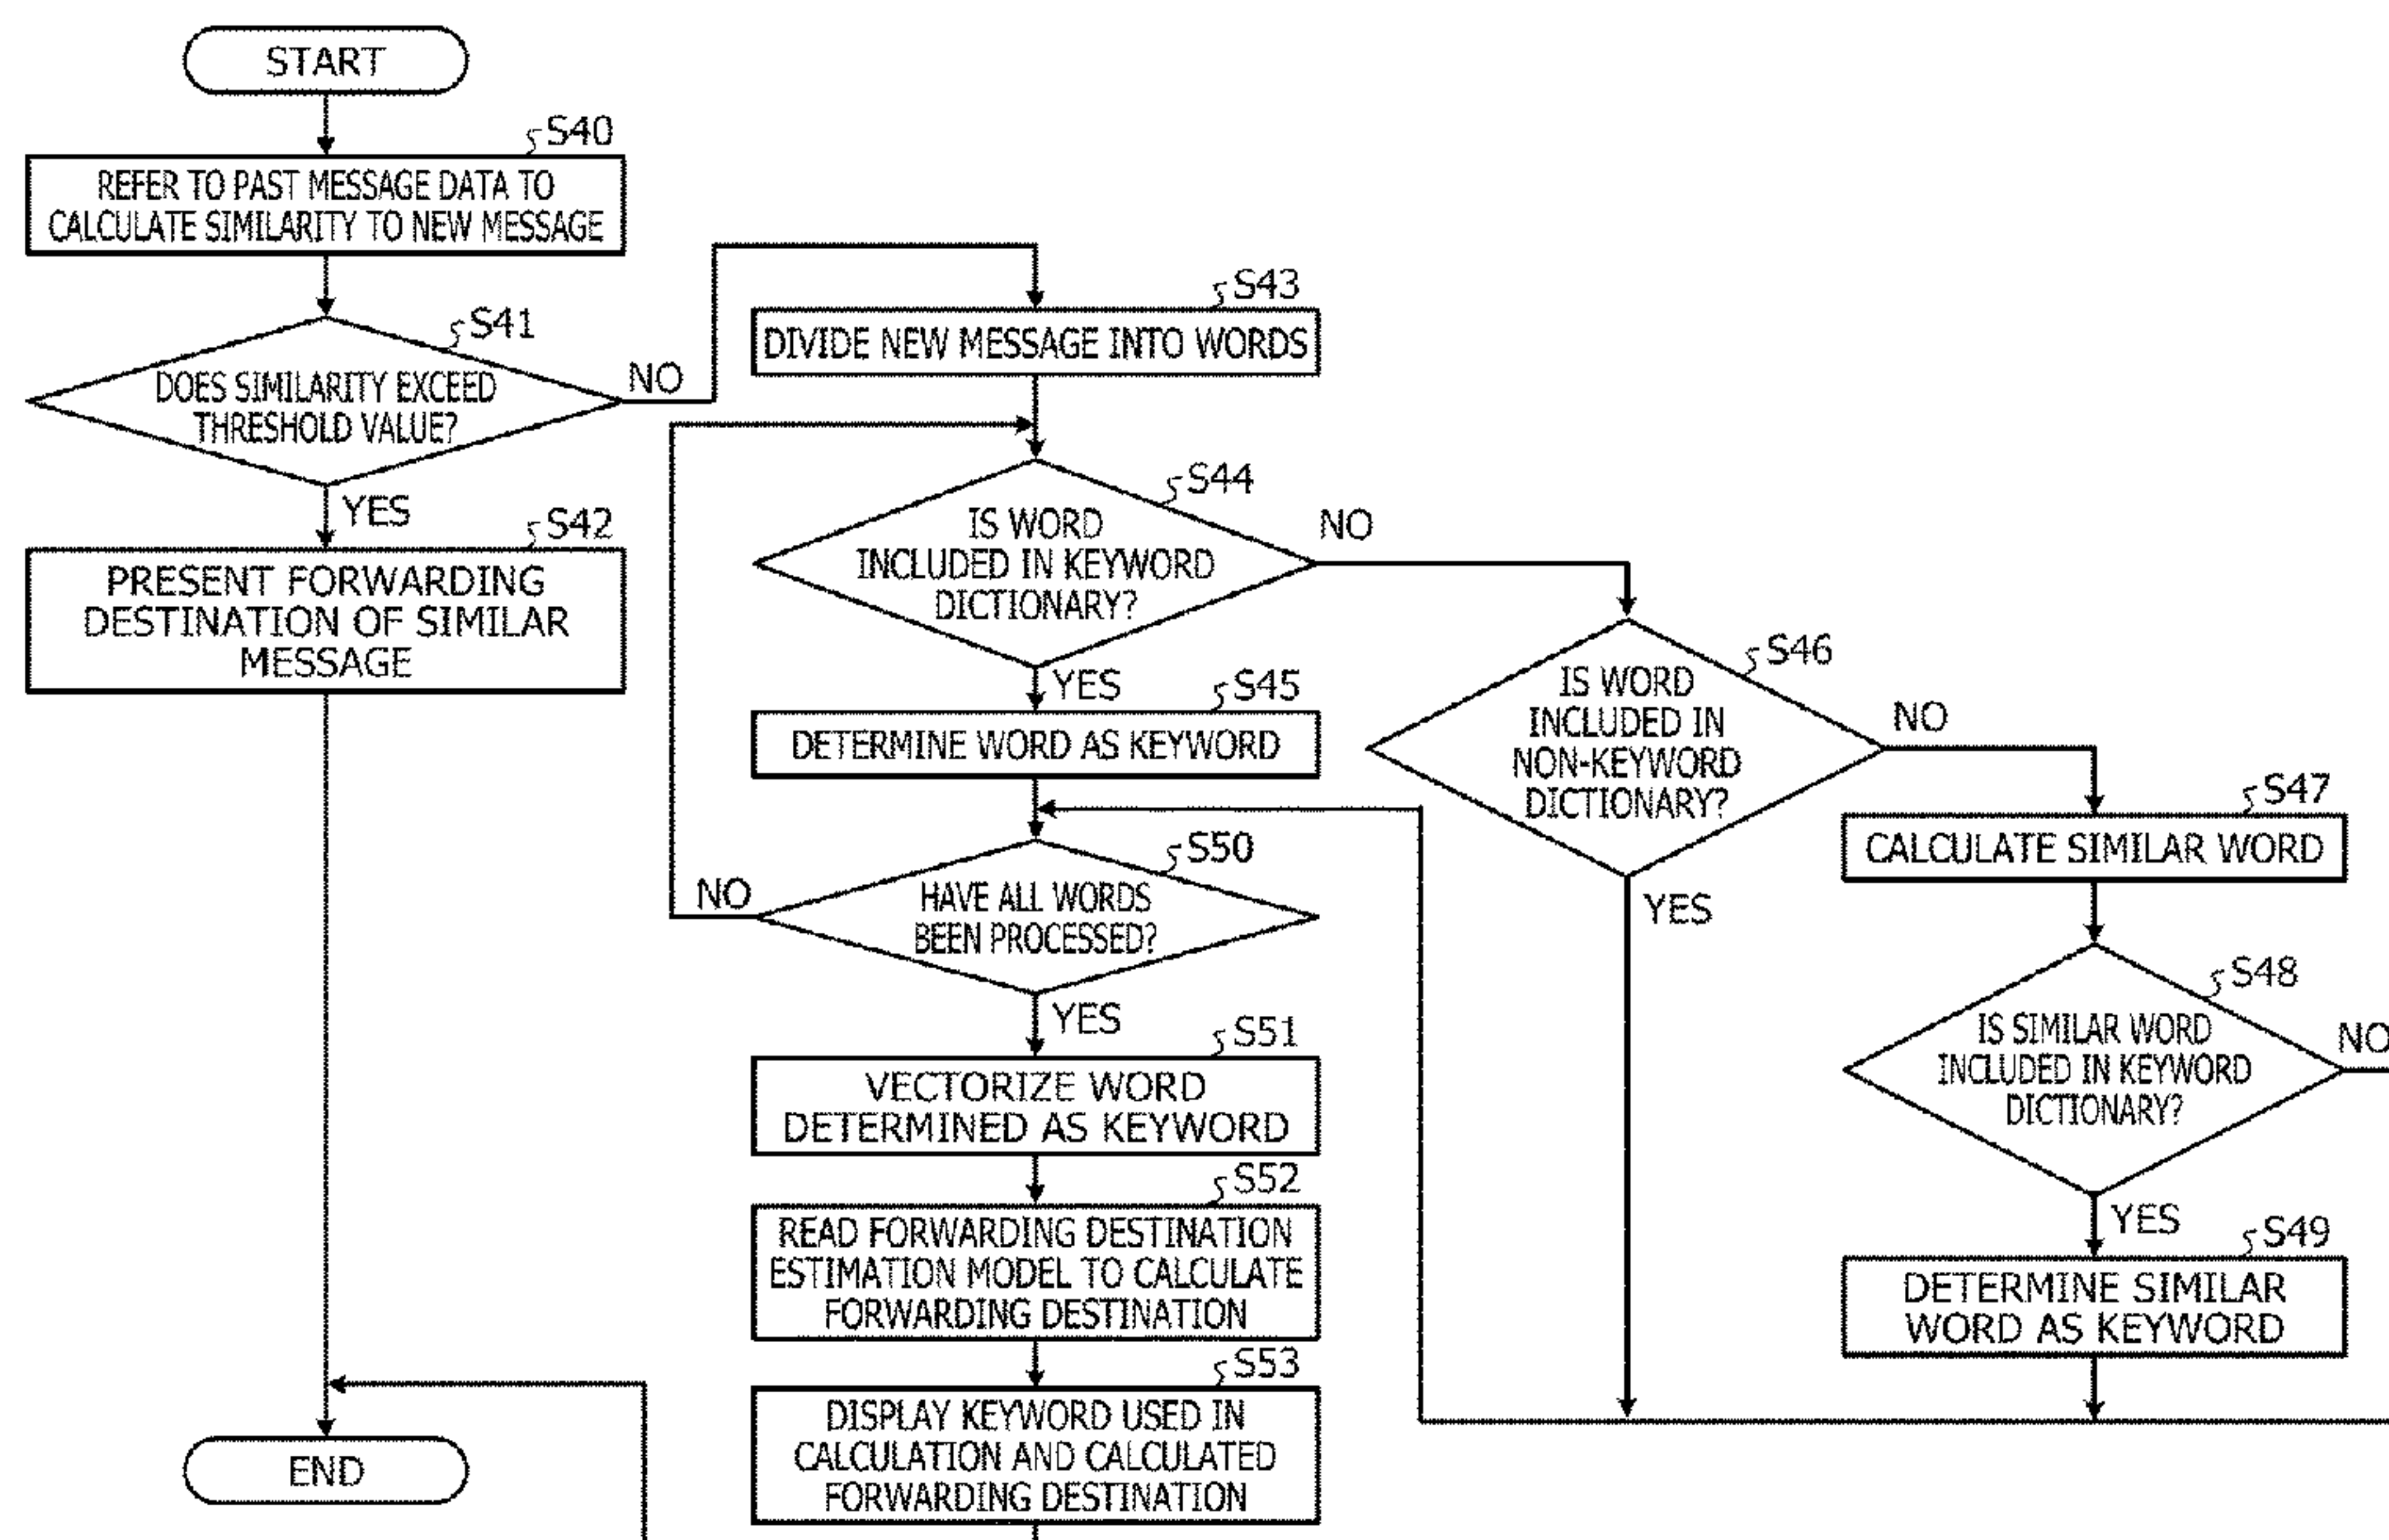 START
S40
REFER TO PAST MESSAGE DATA TO
CALCULATE SIMILARITY TO NEW MESSAGE
S41
DOES SIMILARITY EXCEED
THRESHOLD VALUE?
NO
YES
S42
PRESENT FORWARDING
DESTINATION OF SIMILAR
MESSAGE
END
S43
DIVIDE NEW MESSAGE INTO WORDS
S44
IS WORD
INCLUDED IN KEYWORD
DICTIONARY?
NO
YES
S45
DETERMINE WORD AS KEYWORD
S50
HAVE ALL WORDS
BEEN PROCESSED?
NO
YES
S51
VECTORIZE WORD
DETERMINED AS KEYWORD
S52
READ FORWARDING DESTINATION
ESTIMATION MODEL TO CALCULATE
FORWARDING DESTINATION
S53
DISPLAY KEYWORD USED IN
CALCULATION AND CALCULATED
FORWARDING DESTINATION
S46
IS WORD
INCLUDED IN
NON-KEYWORD
DICTIONARY?
NO
YES
S47
CALCULATE SIMILAR WORD
S48
IS SIMILAR WORD
INCLUDED IN KEYWORD
DICTIONARY?
NO
YES
S49
DETERMINE SIMILAR
WORD AS KEYWORD